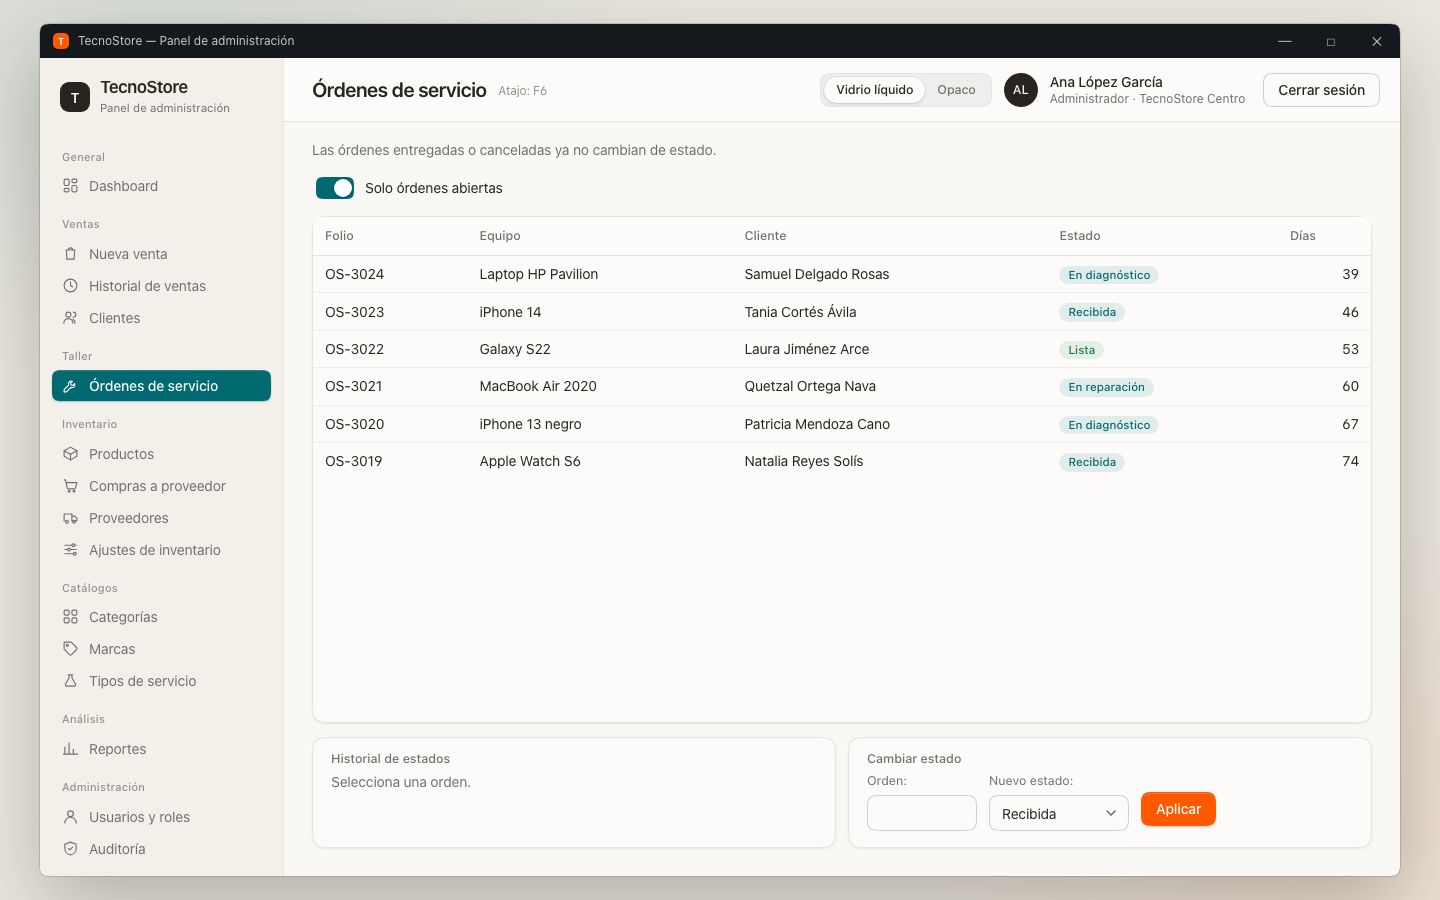 T TecnoStore — Panel de administración
T TecnoStore
Panel de administración
General
Dashboard
Ventas
Nueva venta
Historial de ventas
Clientes
Taller
Órdenes de servicio
Inventario
Productos
Compras a proveedor
Proveedores
Ajustes de inventario
Catálogos
Categorías
Marcas
Tipos de servicio
Análisis
Reportes
Administración
Usuarios y roles
Auditoría
Órdenes de servicio Atajo: F6
Vidrio líquido Opaco
AL Ana López García
Administrador · TecnoStore Centro
Cerrar sesión
Las órdenes entregadas o canceladas ya no cambian de estado.
Solo órdenes abiertas
Folio Equipo Cliente Estado Días
OS-3024 Laptop HP Pavilion Samuel Delgado Rosas En diagnóstico 39
OS-3023 iPhone 14 Tania Cortés Ávila Recibida 46
OS-3022 Galaxy S22 Laura Jiménez Arce Lista 53
OS-3021 MacBook Air 2020 Quetzal Ortega Nava En reparación 60
OS-3020 iPhone 13 negro Patricia Mendoza Cano En diagnóstico 67
OS-3019 Apple Watch S6 Natalia Reyes Solís Recibida 74
Historial de estados
Selecciona una orden.
Cambiar estado
Orden: Nuevo estado:
Recibida Aplicar